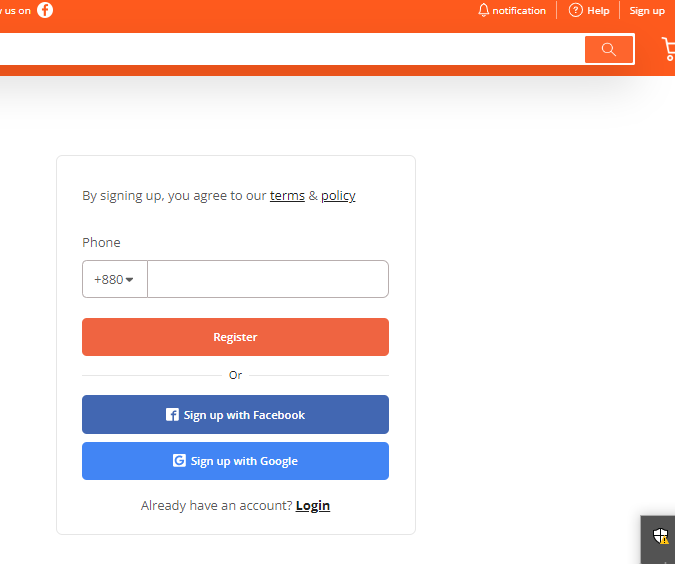 us on
notification
Help
Sign up
By signing up, you agree to our terms & policy
Phone
+880
Register
Or
Sign up with Facebook
Sign up with Google
Already have an account? Login